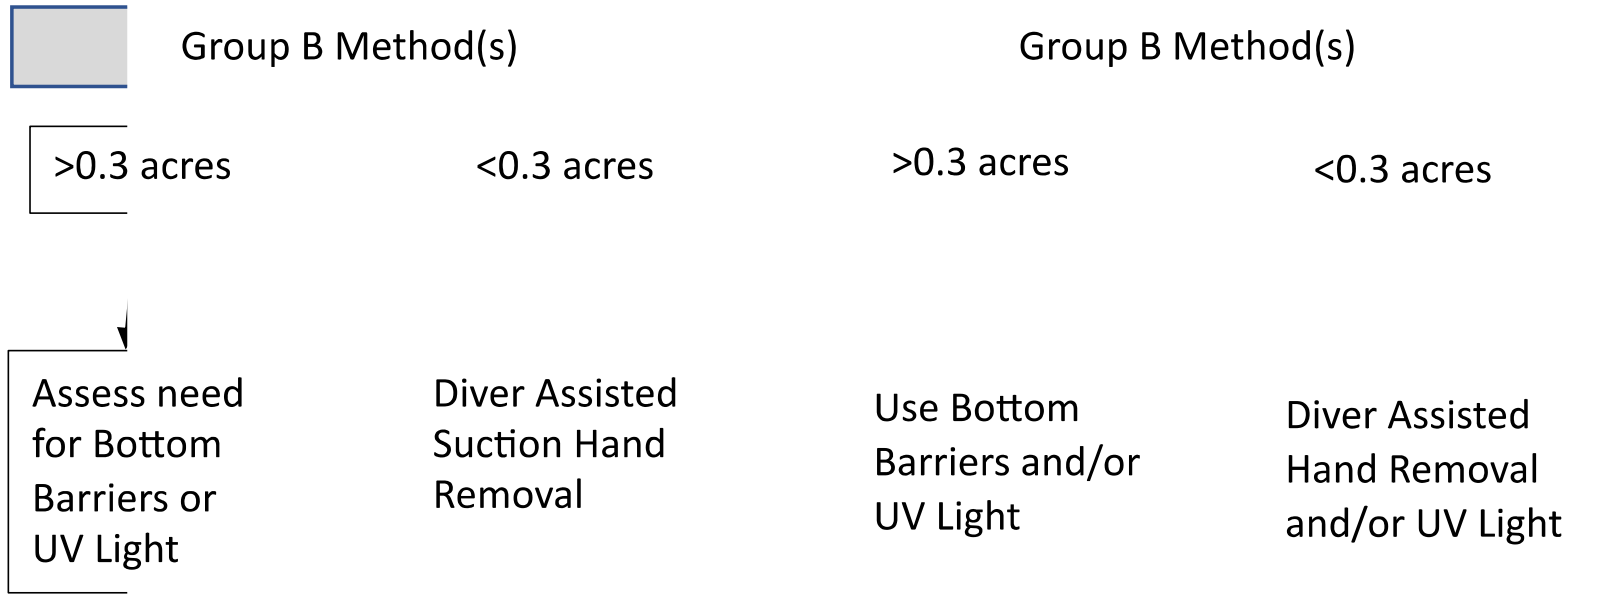 Group B Method(s)
Group B Method(s)
>0.3 acres
<0.3 acres
>0.3 acres
<0.3 acres
Assess need
for Bottom
Barriers or
UV Light
Diver Assisted
Suction Hand
Removal
Use Bottom
Barriers and/or
UV Light
Diver Assisted
Hand Removal
and/or UV Light